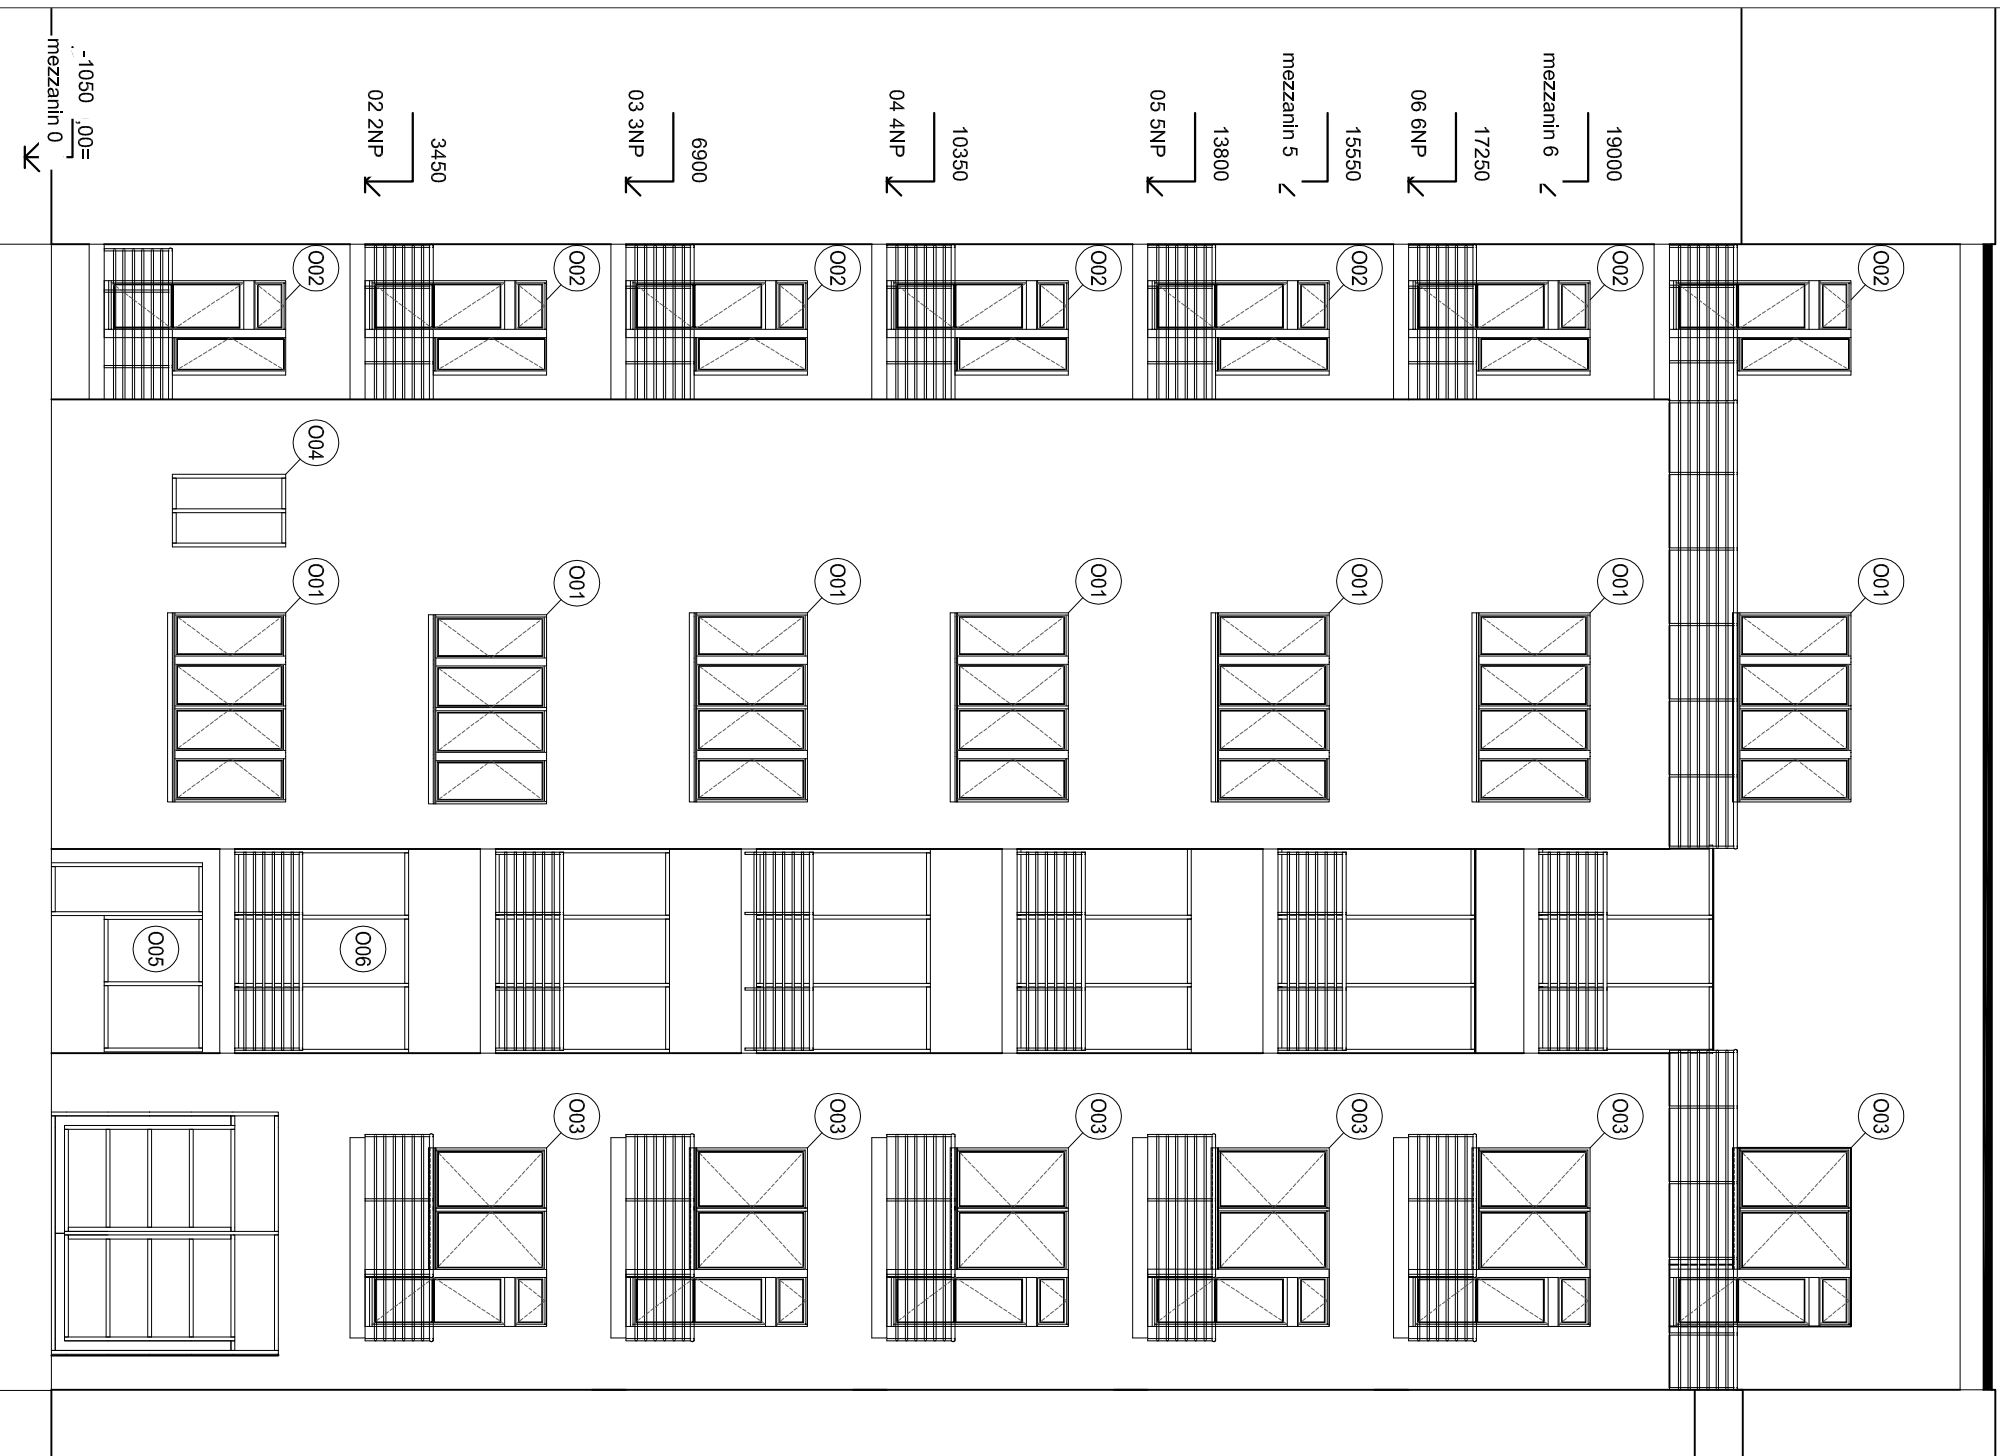 O02 O01 O03
19000 O02 O01 O03
mezzanin 6
17250
06 6NP
15550 O02 O01 O03
mezzanin 5
13800
05 5NP
O02 O01 O03
10350
04 4NP
O02 O01 O03
6900
03 3NP
O02 O01 O03
3450
02 2NP
O06
O02 O04 O01
O05
-1050 ,00=
mezzanin 0